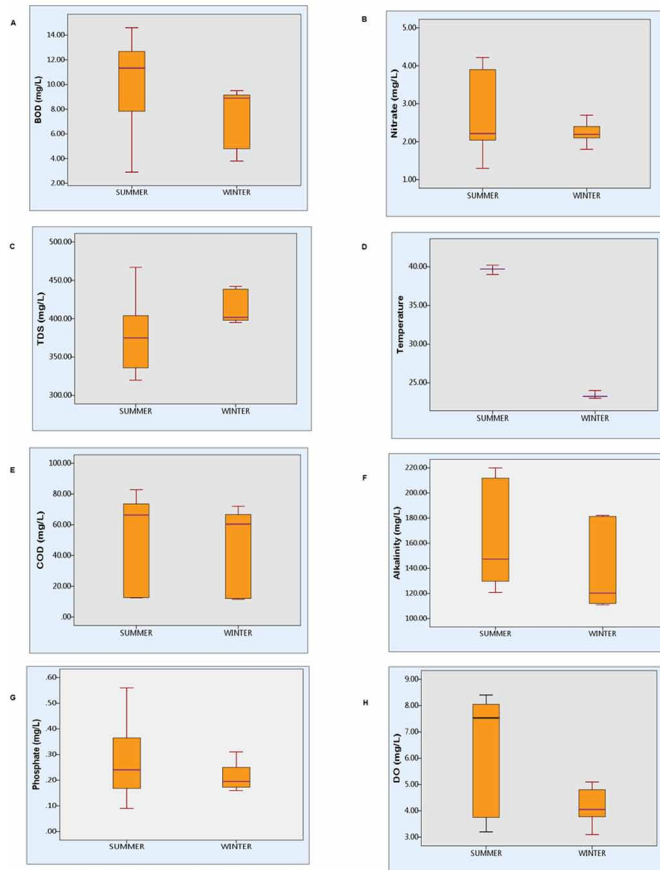 A
BOD (mg/L)
14.00
12.00
10.00
8.00
6.00
4.00
2.00
SUMMER WINTER
B
Nitrate (mg/L)
5.00
4.00
3.00
2.00
1.00
SUMMER WINTER
C
TDS (mg/L)
500.00
450.00
400.00
350.00
300.00
SUMMER WINTER
D
Temperature
40.00
35.00
30.00
25.00
SUMMER WINTER
E
COD (mg/L)
100.00
80.00
60.00
40.00
20.00
.00
SUMMER WINTER
F
Alkalinity (mg/L)
220.00
200.00
180.00
160.00
140.00
120.00
100.00
SUMMER WINTER
G
Phosphate (mg/L)
.60
.50
.40
.30
.20
.10
.00
SUMMER WINTER
H
DO (mg/L)
9.00
8.00
7.00
6.00
5.00
4.00
3.00
SUMMER WINTER